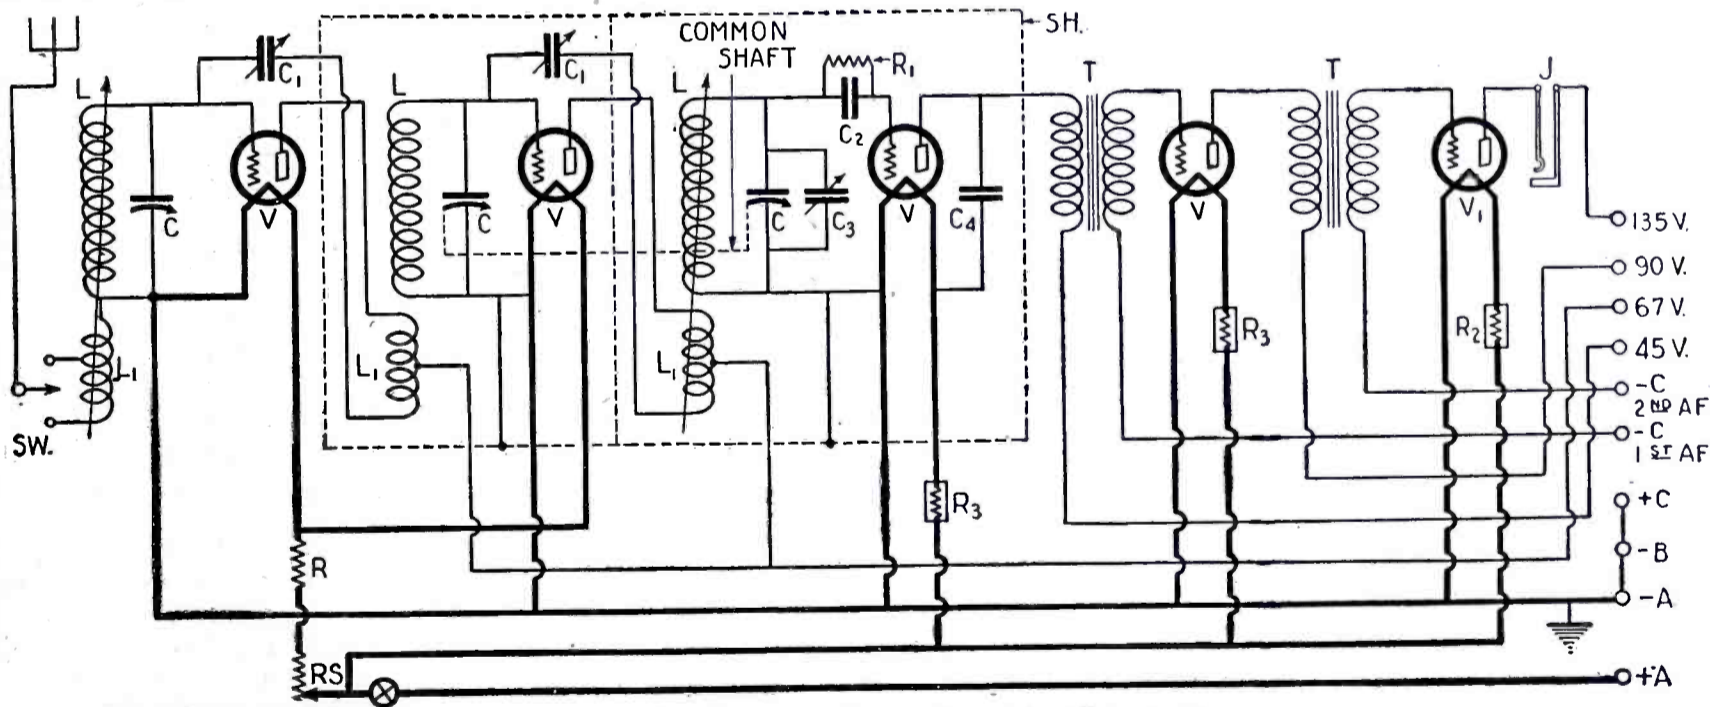 COMMON
SHAFT
SH.
L
C₁
L
C₁
L
R₁
T
T
J
C₂
C
V
C
V
C
C₃
V
C₄
V
V₁
135 V.
90 V.
67 V.
45 V.
-C
2ND AF
-C
1ST AF
+C
-B
-A
+A
L₁
SW.
L₁
L₁
R₃
R₂
R₃
R
RS